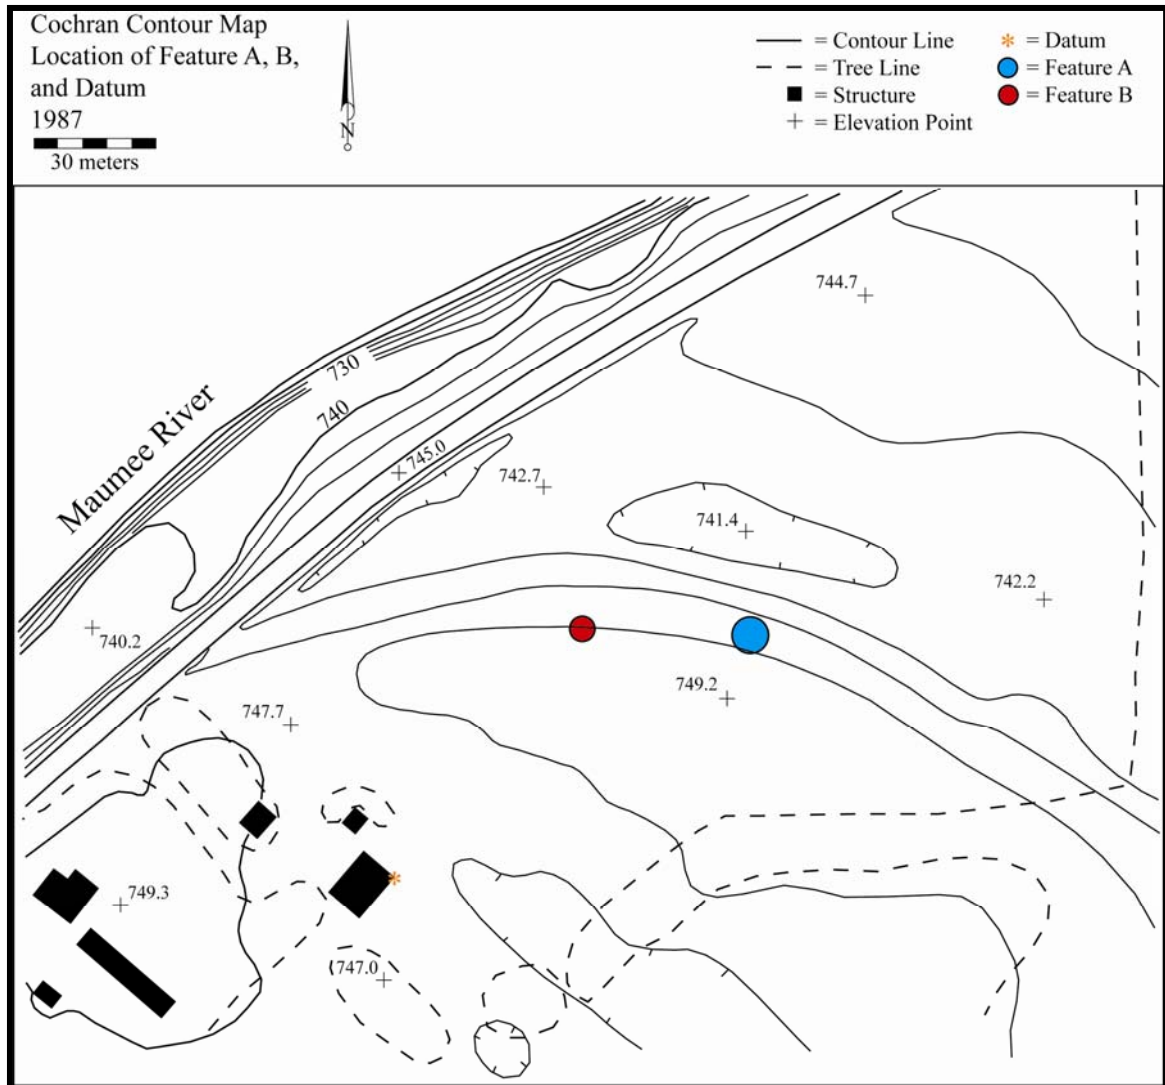 Cochran Contour Map
Location of Feature A, B,
and Datum
1987
30 meters
N
= Contour Line
= Tree Line
= Structure
+ = Elevation Point
* = Datum
= Feature A
= Feature B
744.7
730
740
Maumee River
745.0
742.7
741.4
742.2
740.2
749.2
747.7
749.3
747.0